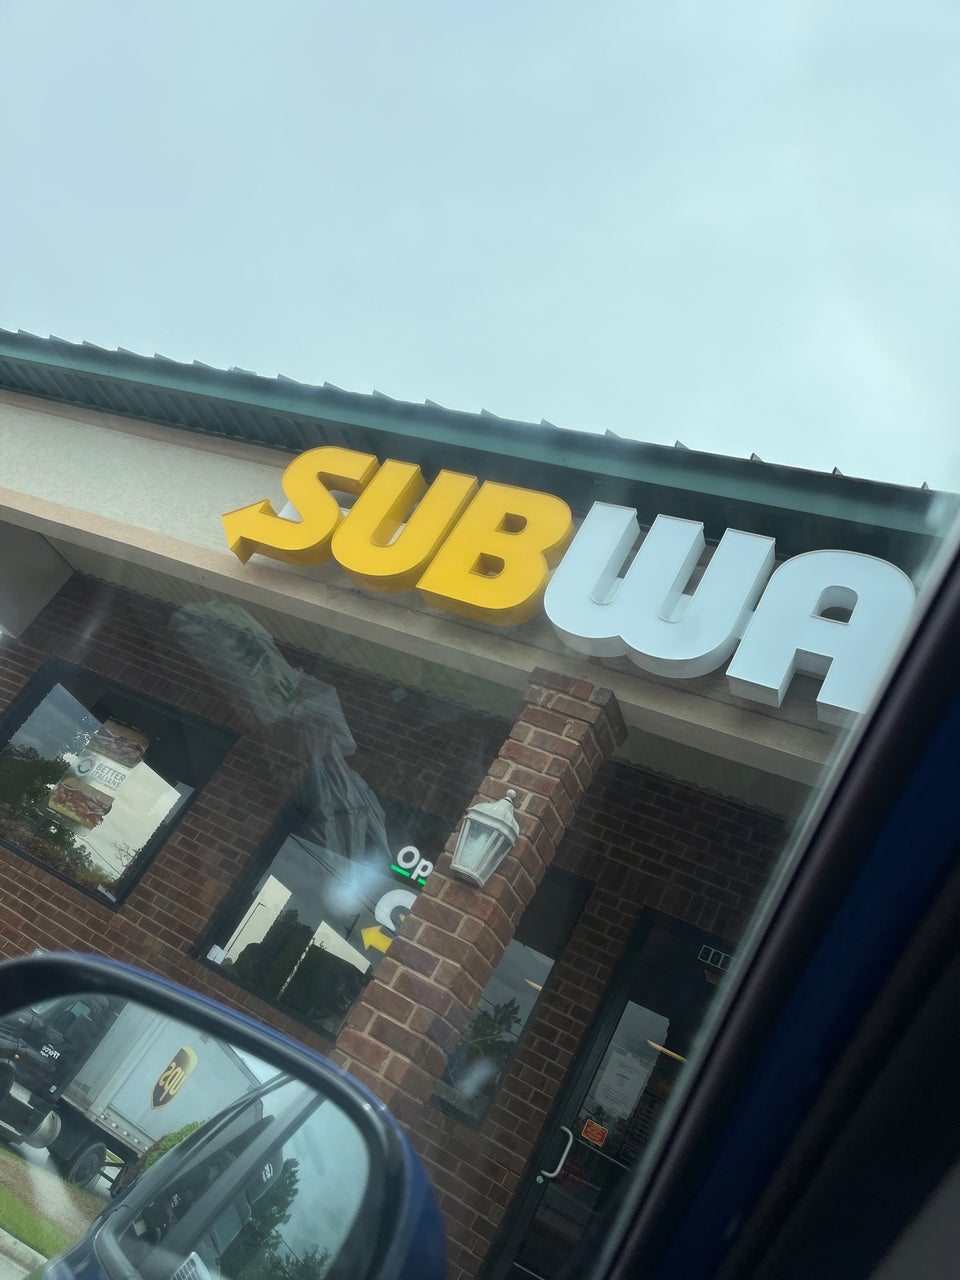 SUBWA
BETTER
ITALIANS
Op
S
ups